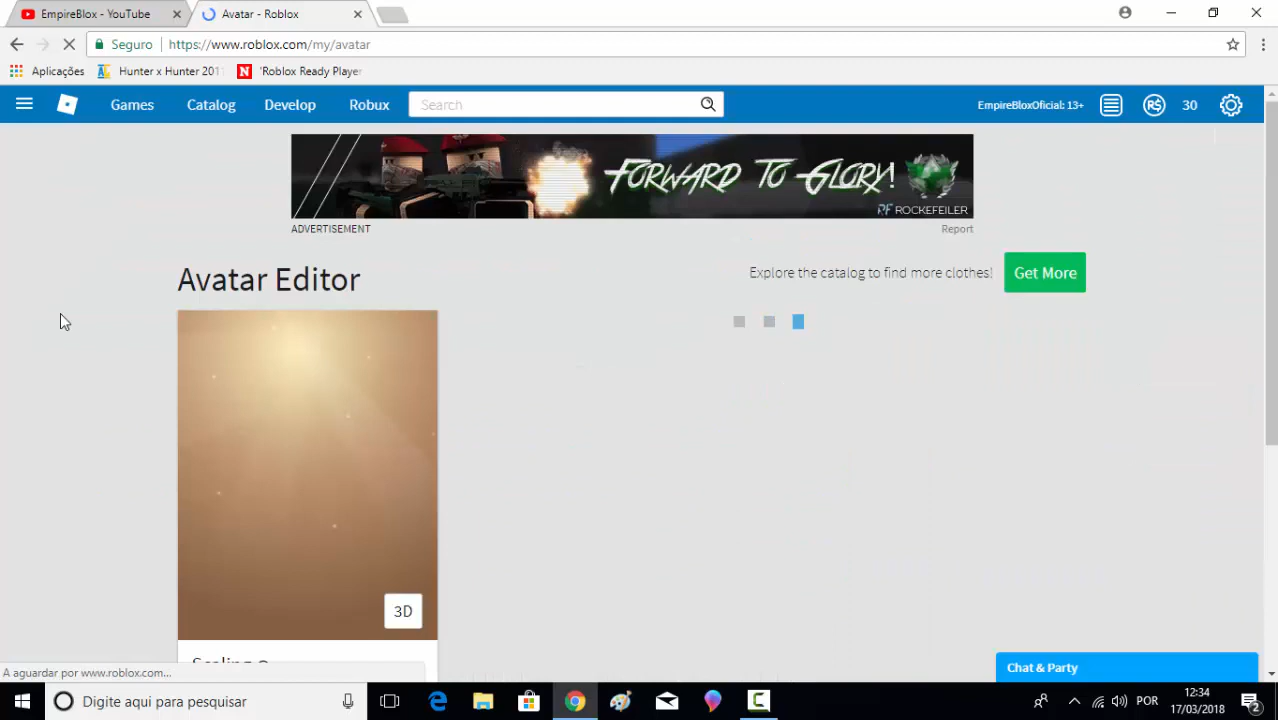 EmpireBlox - YouTube
Avatar - Roblox
Seguro
https://www.roblox.com/my/avatar
Aplicações
Hunter x Hunter 201
'Roblox Ready Player
Games
Catalog
Develop
Robux
Search
EmpireBloxOficial: 13+
R$
30
FORWARD TO GLORY!
RF ROCKEFEILER
ADVERTISEMENT
Report
Avatar Editor
Explore the catalog to find more clothes!
Get More
3D
Scaling
A aguardar por www.roblox.com...
Chat & Party
Digite aqui para pesquisar
POR
12:34
17/03/2018
2